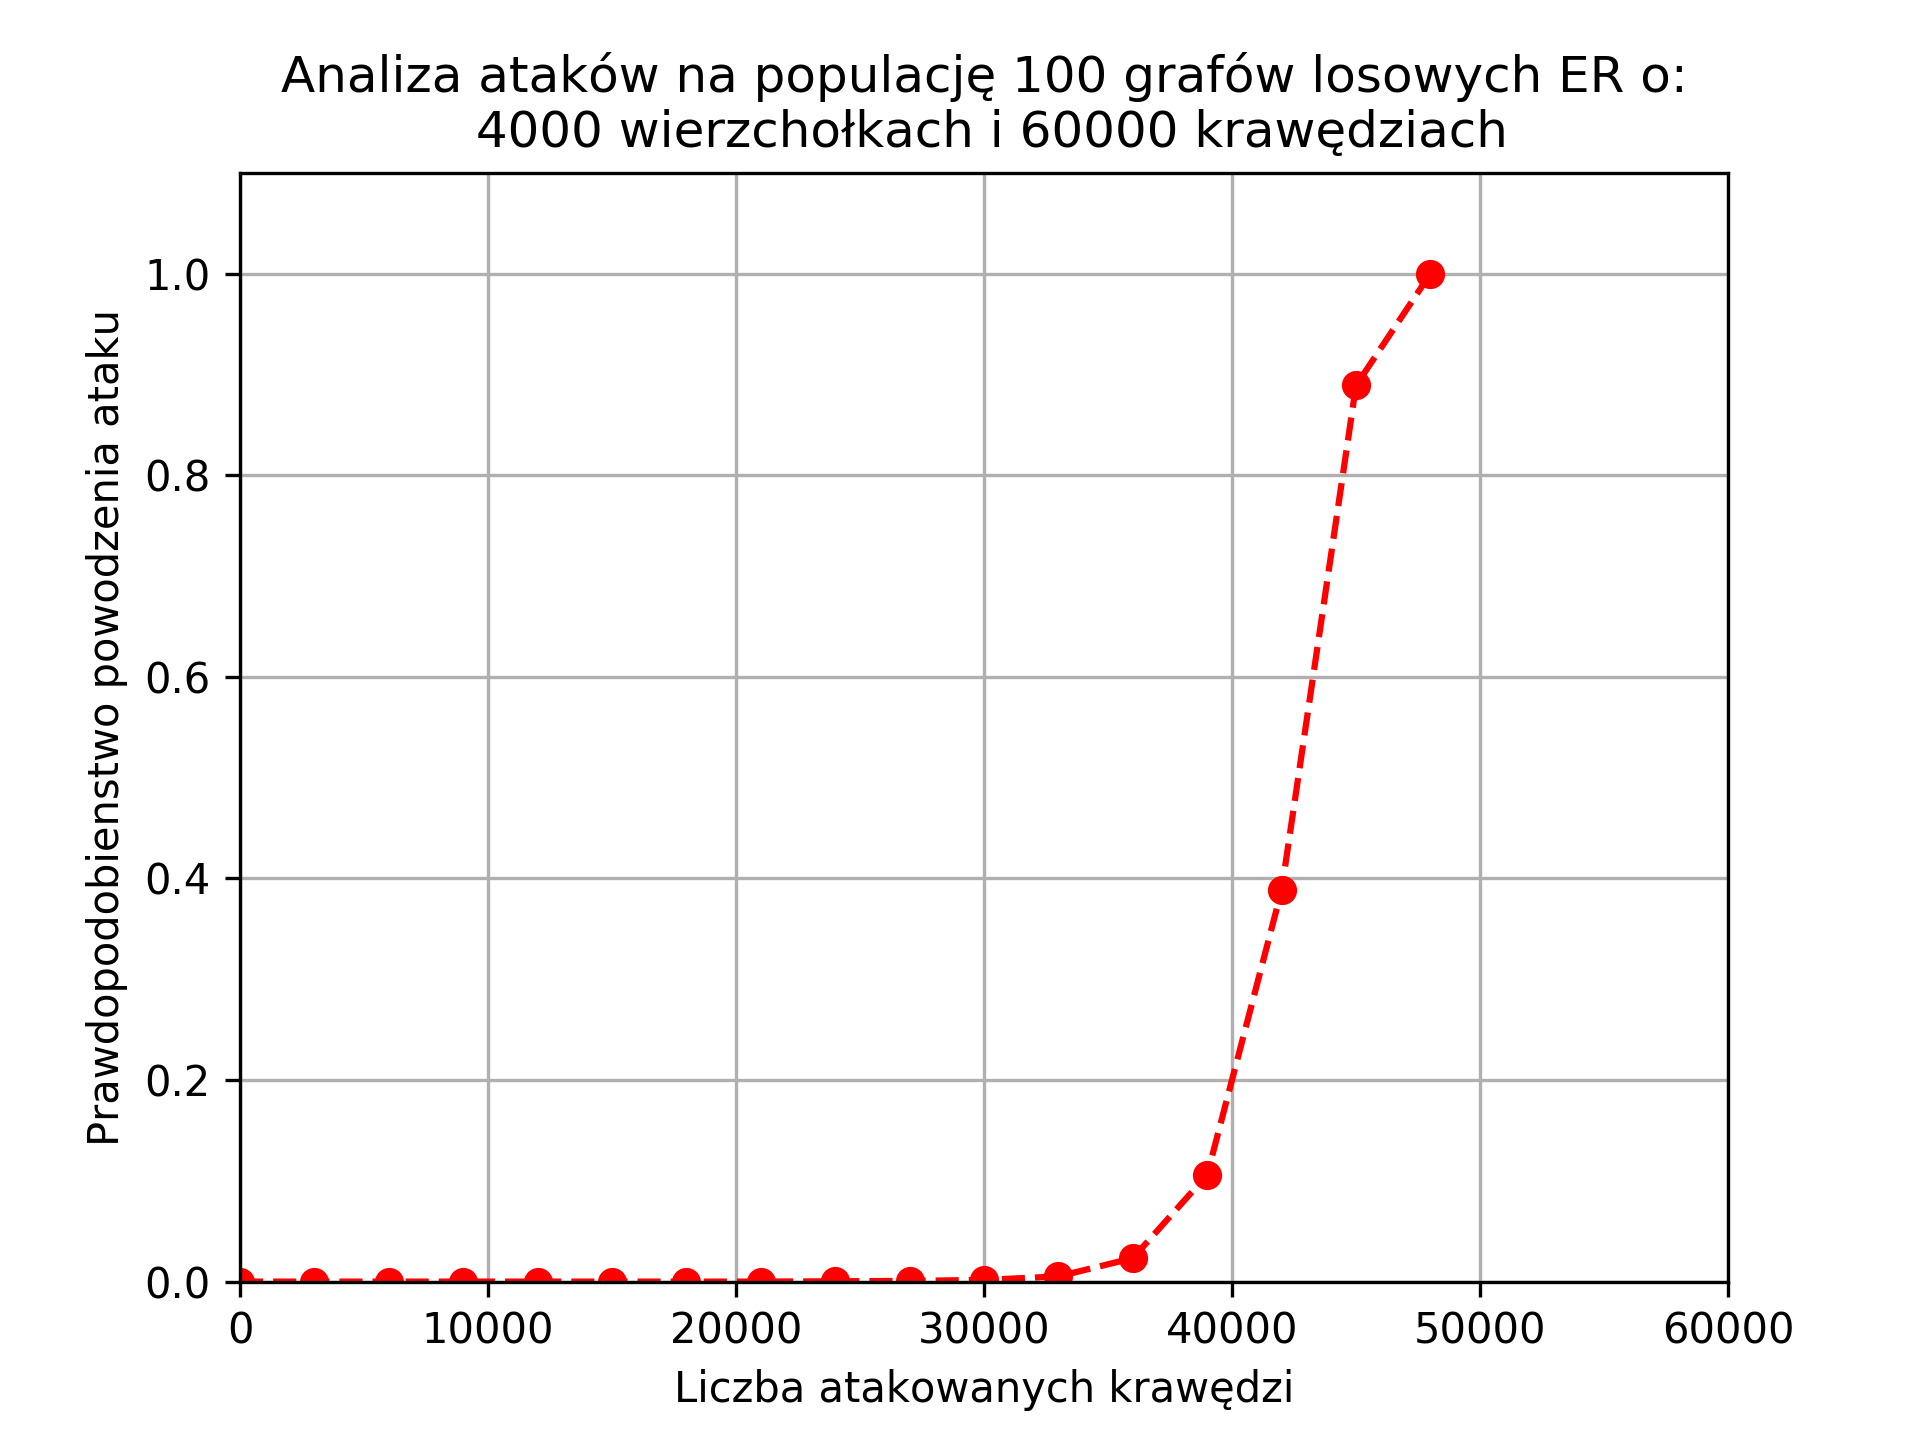 Analiza ataków na populację 100 grafów losowych ER o:
4000 wierzchołkach i 60000 krawędziach
Prawdopodobienstwo powodzenia ataku
1.0
0.8
0.6
0.4
0.2
0.0
0 10000 20000 30000 40000 50000 60000
Liczba atakowanych krawędzi